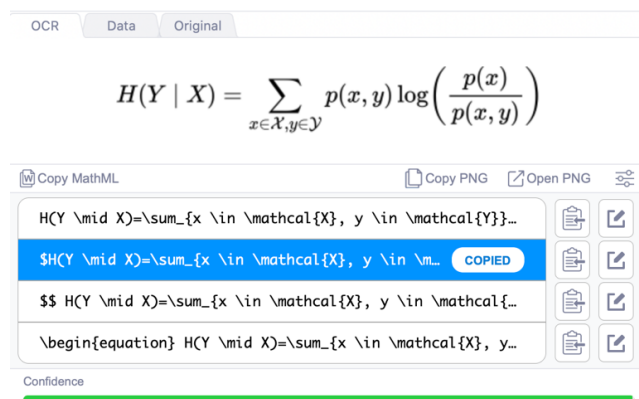 OCR Data Original
H(Y | X) = ∑ p(x, y) log( p(x) / p(x, y) )
x∈𝒳,y∈𝒴
Copy MathML Copy PNG Open PNG
H(Y \mid X)=\sum_{x \in \mathcal{X}, y \in \mathcal{Y}}…
$H(Y \mid X)=\sum_{x \in \mathcal{X}, y \in \m… COPIED
$$ H(Y \mid X)=\sum_{x \in \mathcal{X}, y \in \mathcal{…
\begin{equation} H(Y \mid X)=\sum_{x \in \mathcal{X}, y…
Confidence